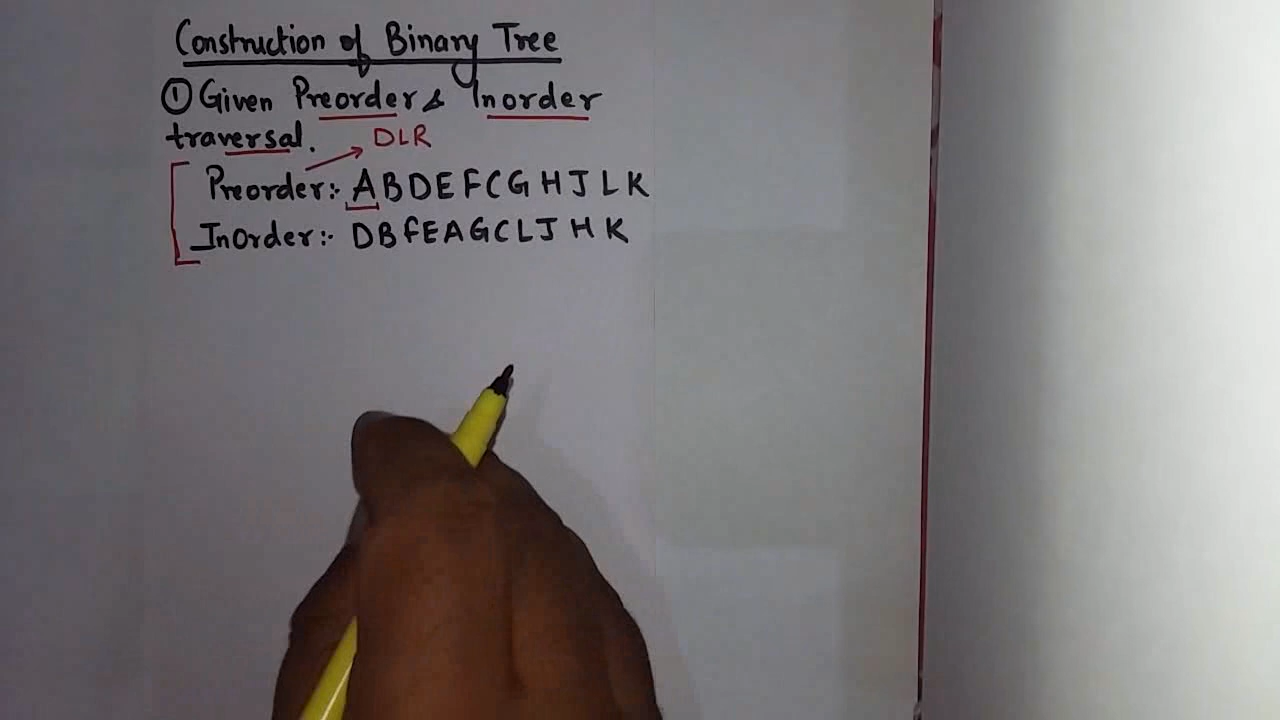 Construction of Binary Tree
① Given Preorder & Inorder
traversal. DLR
Preorder:- A B D E F C G H J L K
InOrder:- D B F E A G C L J H K